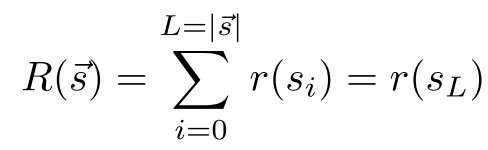 R(\vec{s}) = \sum_{i=0}^{L=|\vec{s}|} r(s_i) = r(s_L)